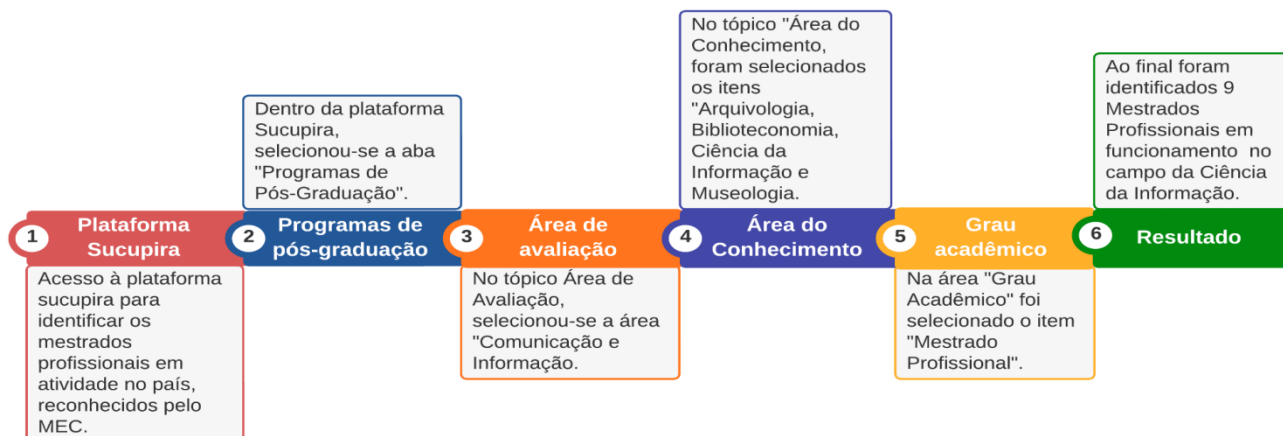 1
Plataforma
Sucupira
Acesso à plataforma
sucupira para
identificar os
mestrados
profissionais em
atividade no país,
reconhecidos pelo
MEC.
Dentro da plataforma
Sucupira,
selecionou-se a aba
"Programas de
Pós-Graduação".
2
Programas de
pós-graduação
3
Área de
avaliação
No tópico Área de
Avaliação,
selecionou-se a área
"Comunicação e
Informação.
No tópico "Área do
Conhecimento,
foram selecionados
os itens
"Arquivologia,
Biblioteconomia,
Ciência da
Informação e
Museologia.
4
Área do
Conhecimento
5
Grau
acadêmico
Na área "Grau
Acadêmico" foi
selecionado o item
"Mestrado
Profissional".
Ao final foram
identificados 9
Mestrados
Profissionais em
funcionamento  no
campo da Ciência
da Informação.
6
Resultado